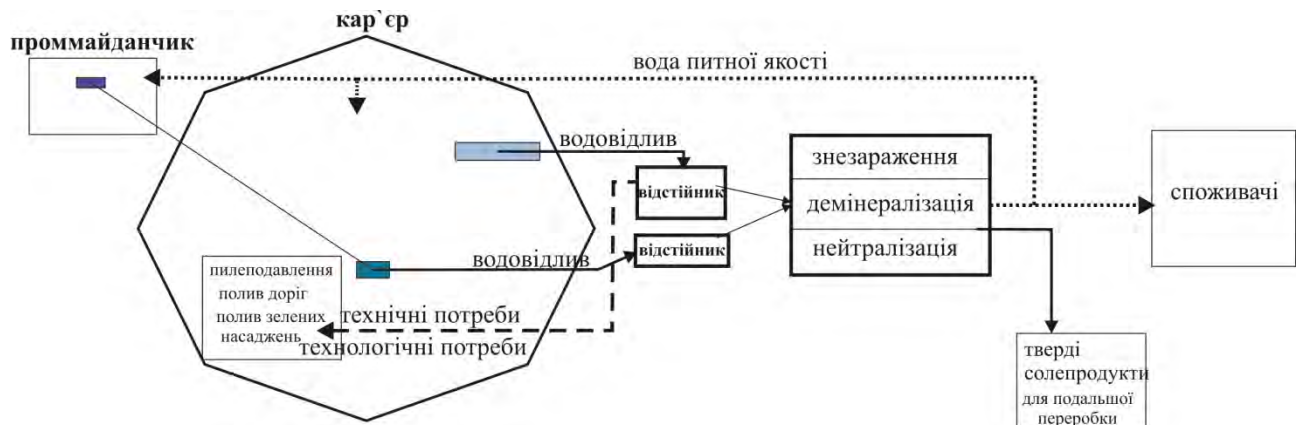 кар`єр
проммайданчик
вода питної якості
водовідлив
відстійник
знезараження
демінералізація
нейтралізація
споживачі
відстійник
водовідлив
пилеподавлення
полив доріг
полив зелених
насаджень
технічні потреби
технологічні потреби
тверді
солепродукти
для подальшої
переробки